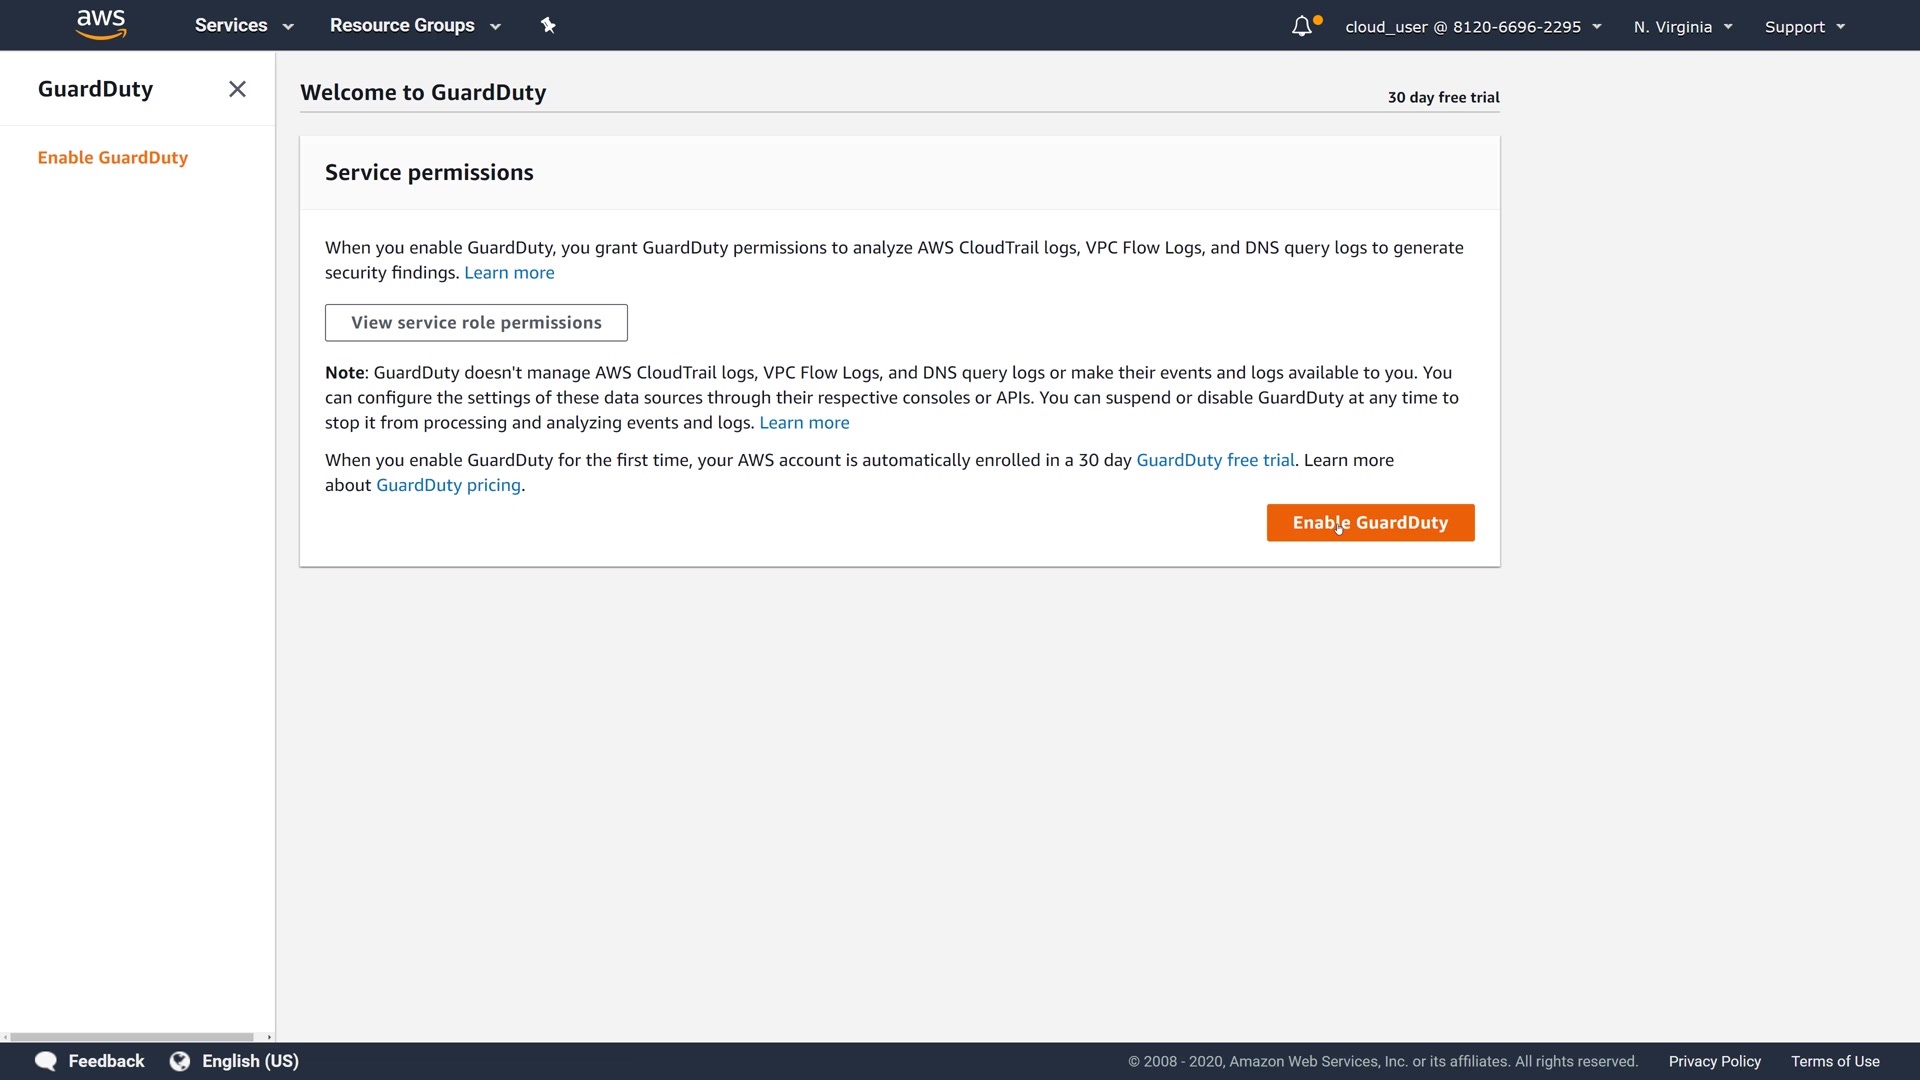 aws
Services
Resource Groups
cloud_user @ 8120-6696-2295
N. Virginia
Support
GuardDuty
Enable GuardDuty
Welcome to GuardDuty
30 day free trial
Service permissions
When you enable GuardDuty, you grant GuardDuty permissions to analyze AWS CloudTrail logs, VPC Flow Logs, and DNS query logs to generate
security findings. Learn more
View service role permissions
Note: GuardDuty doesn't manage AWS CloudTrail logs, VPC Flow Logs, and DNS query logs or make their events and logs available to you. You
can configure the settings of these data sources through their respective consoles or APIs. You can suspend or disable GuardDuty at any time to
stop it from processing and analyzing events and logs. Learn more
When you enable GuardDuty for the first time, your AWS account is automatically enrolled in a 30 day GuardDuty free trial. Learn more
about GuardDuty pricing.
Enable GuardDuty
Feedback
English (US)
© 2008 - 2020, Amazon Web Services, Inc. or its affiliates. All rights reserved.
Privacy Policy
Terms of Use